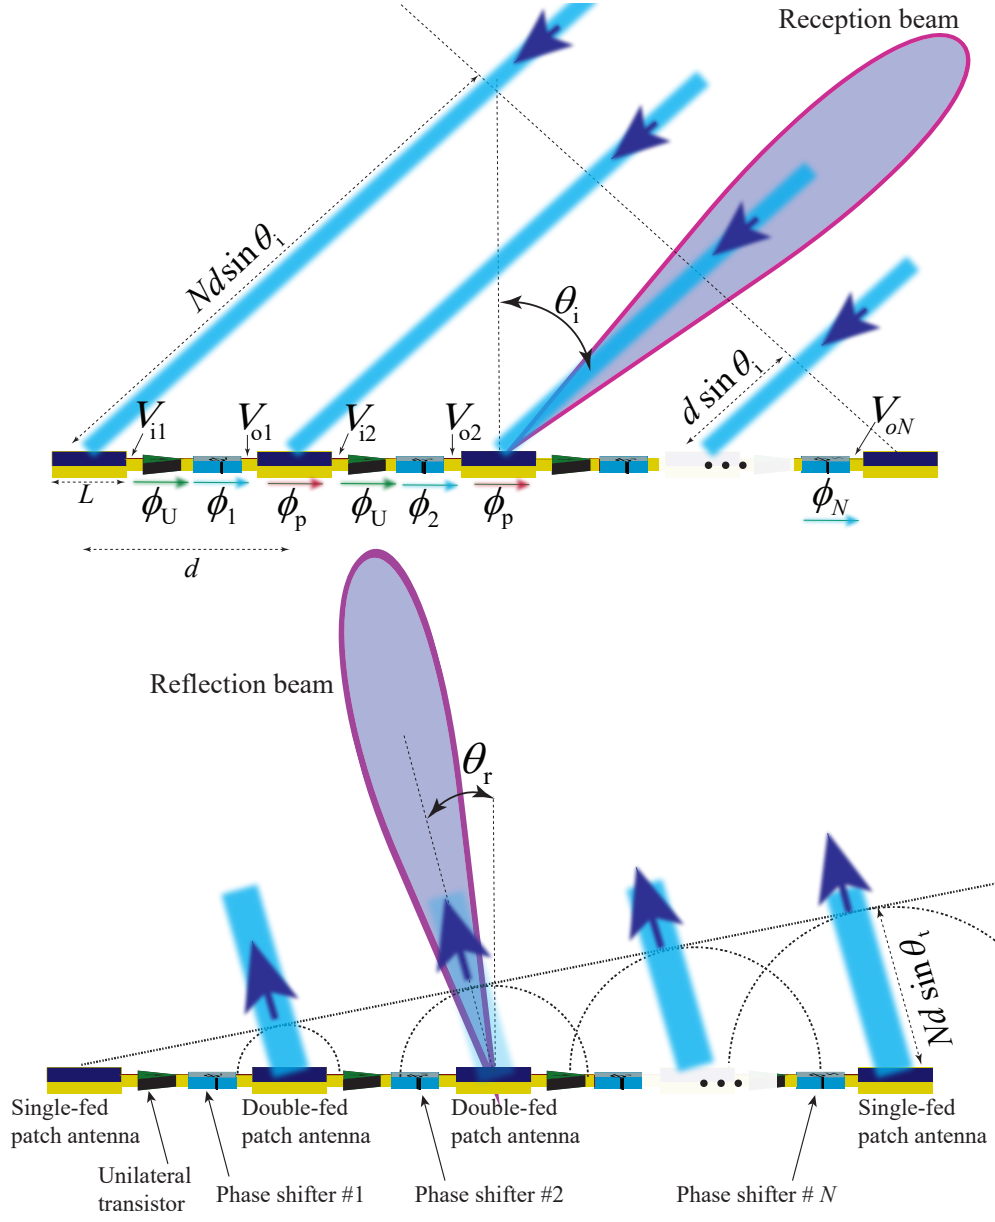 Reception beam
Nd sin θi
θi
d sin θi
Vi1
Vo1
Vi2
Vo2
VoN
L
ϕU
ϕ1
ϕp
ϕU
ϕ2
ϕp
ϕN
d
Reflection beam
θr
Nd sin θt
Single-fed
patch antenna
Double-fed
patch antenna
Double-fed
patch antenna
Single-fed
patch antenna
Unilateral
transistor
Phase shifter #1
Phase shifter #2
Phase shifter # N